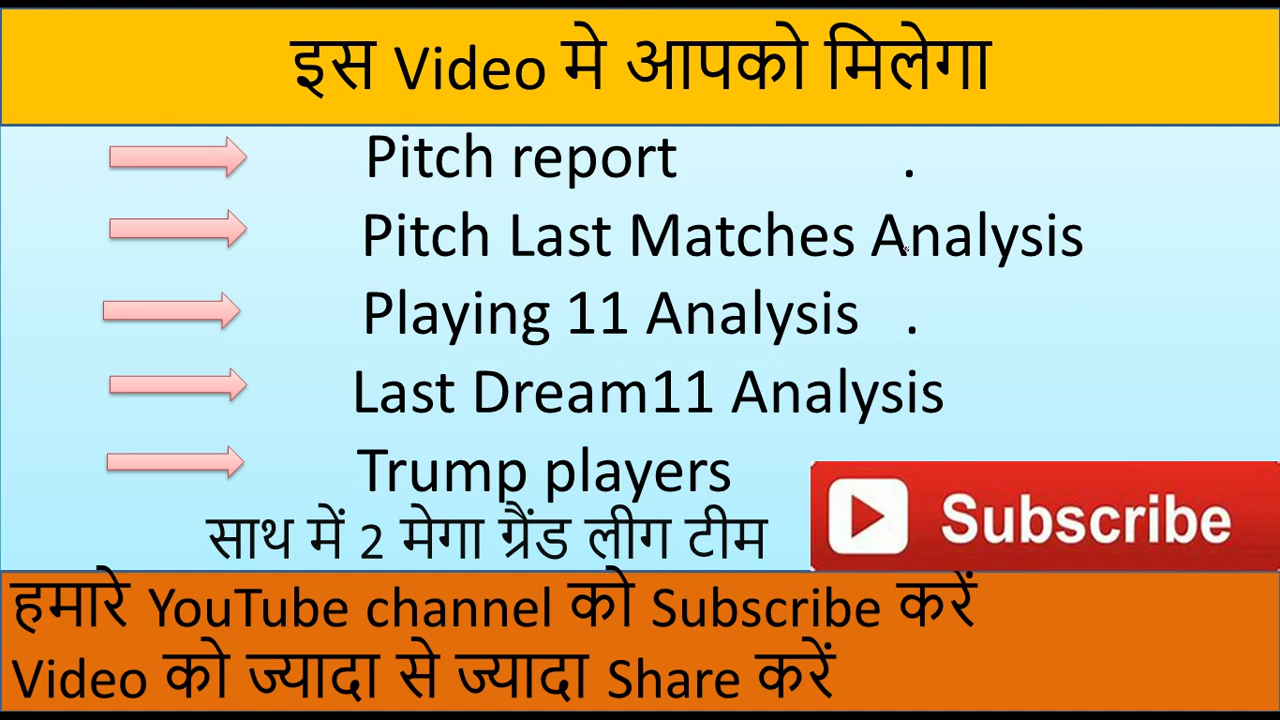 इस Video मे आपको मिलेगा
Pitch report .
Pitch Last Matches Analysis
Playing 11 Analysis .
Last Dream11 Analysis
Trump players
साथ में 2 मेगा ग्रैंड लीग टीम
Subscribe
हमारे YouTube channel को Subscribe करें
Video को ज्यादा से ज्यादा Share करें